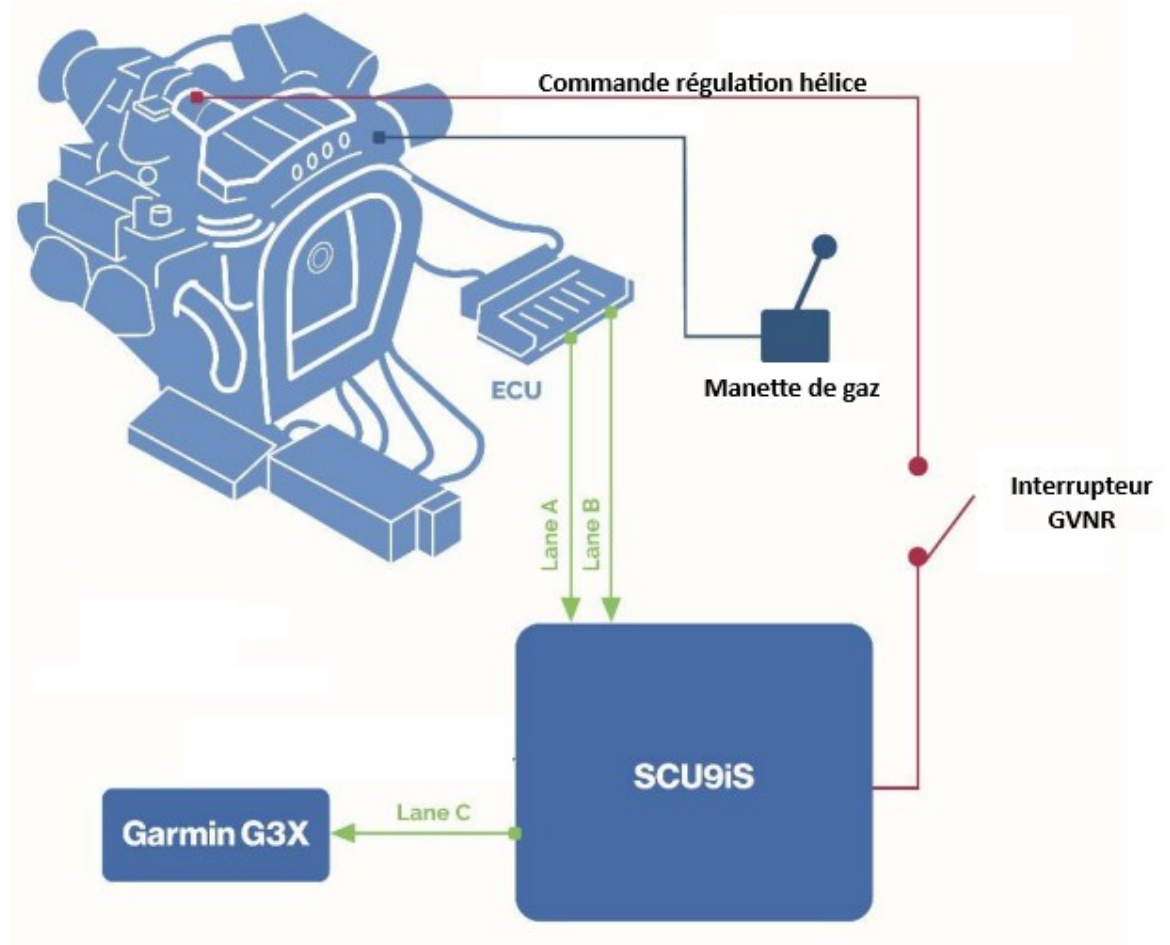 Commande régulation hélice
Manette de gaz
ECU
Interrupteur
GVNR
Lane A
Lane B
SCU9iS
Lane C
Garmin G3X